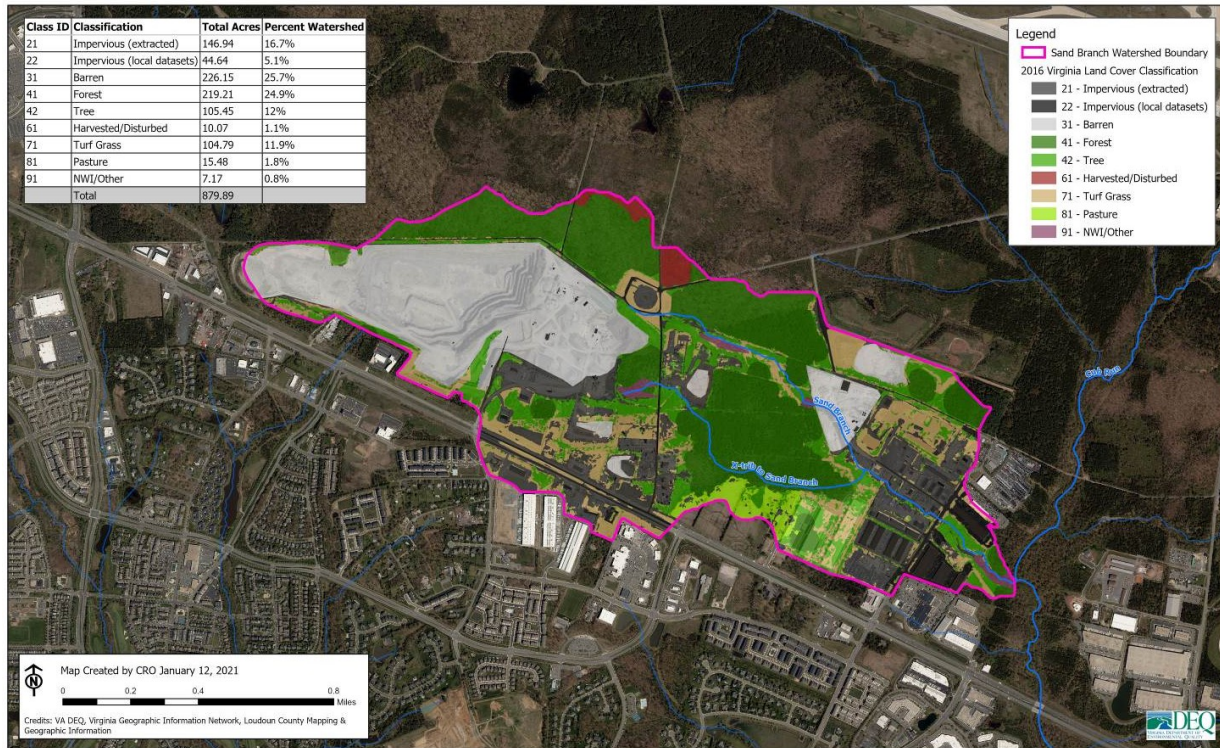 Class ID Classification Total Acres Percent Watershed
21 Impervious (extracted) 146.94 16.7%
22 Impervious (local datasets) 44.64 5.1%
31 Barren 226.15 25.7%
41 Forest 219.21 24.9%
42 Tree 105.45 12%
61 Harvested/Disturbed 10.07 1.1%
71 Turf Grass 104.79 11.9%
81 Pasture 15.48 1.8%
91 NWI/Other 7.17 0.8%
Total 879.89
Legend
Sand Branch Watershed Boundary
2016 Virginia Land Cover Classification
21 - Impervious (extracted)
22 - Impervious (local datasets)
31 - Barren
41 - Forest
42 - Tree
61 - Harvested/Disturbed
71 - Turf Grass
81 - Pasture
91 - NWI/Other
Cub Run
Sand Branch
X-trib to Sand Branch
N
Map Created by CRO January 12, 2021
0 0.2 0.4 0.8
Miles
Credits: VA DEQ, Virginia Geographic Information Network, Loudoun County Mapping &
Geographic Information
DEQ
VIRGINIA DEPARTMENT OF
ENVIRONMENTAL QUALITY